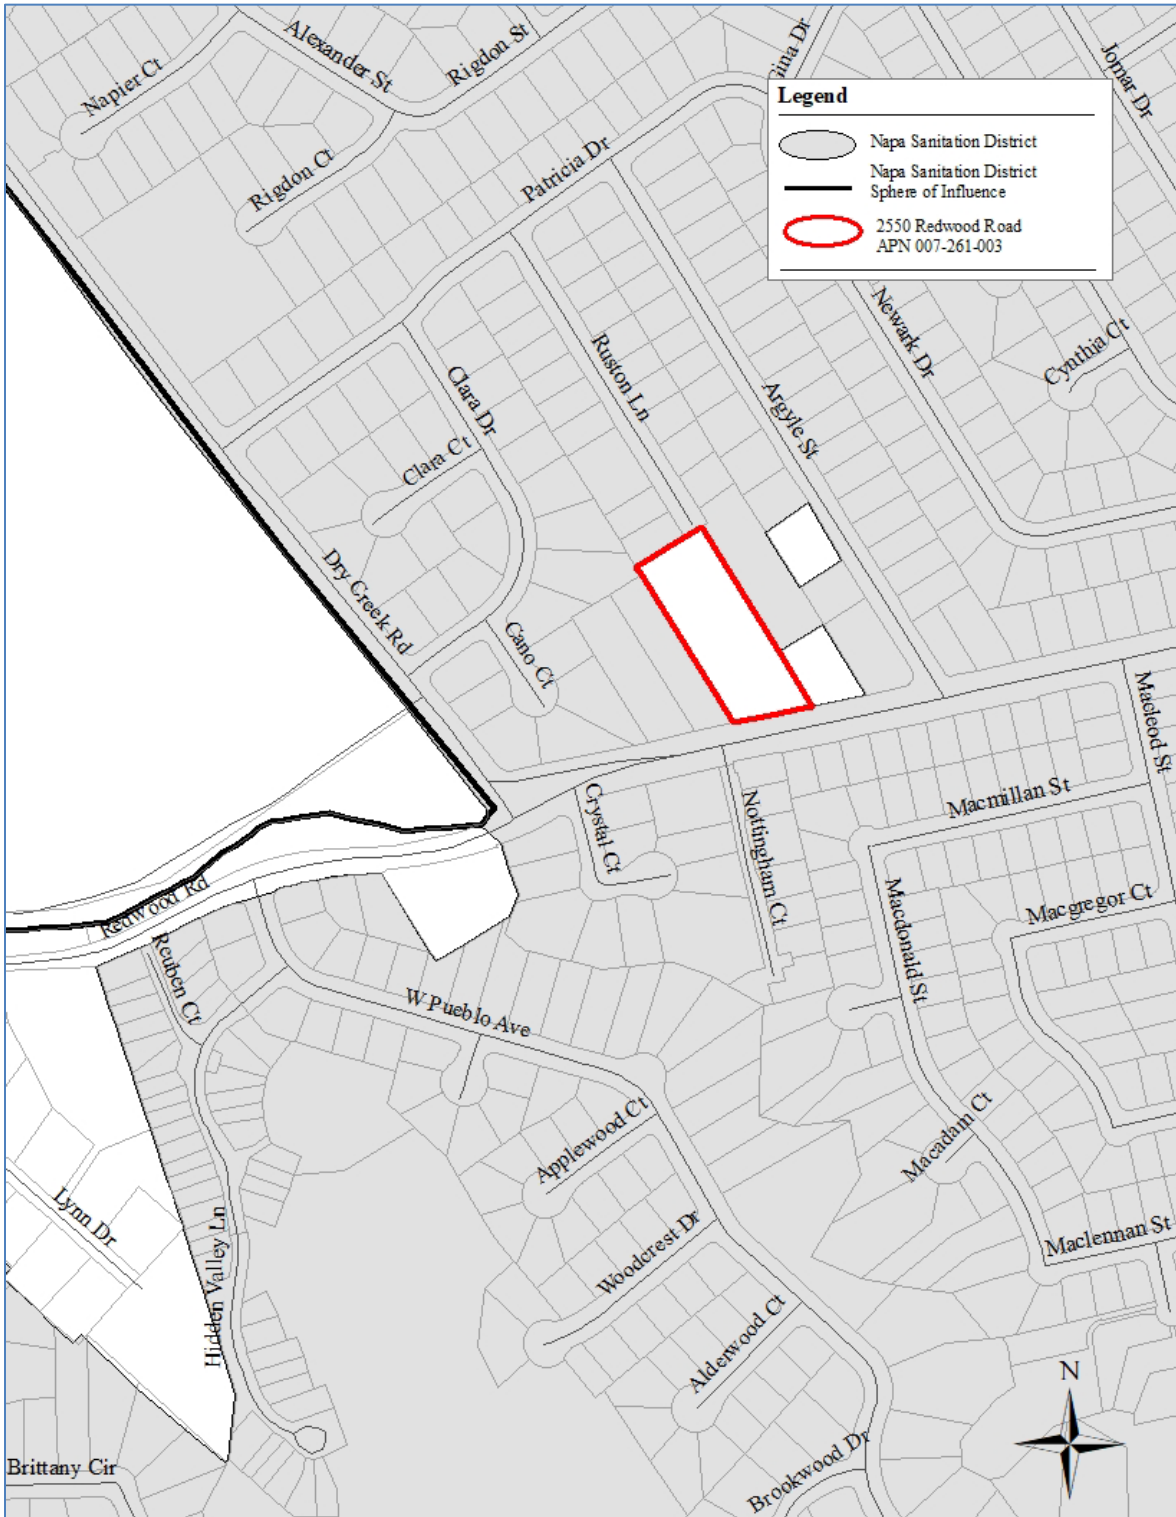 Alexander St
Rigdon St
Napier Ct
Jomar Dr
Rigdon Ct
Patricia Dr
Legend
Napa Sanitation District
Napa Sanitation District
Sphere of Influence
2550 Redwood Road
APN 007-261-003
Newark Dr
Cynthia Ct
Ruston Ln
Clara Dr
Argyle St
Clara Ct
Dry Creek Rd
Cano Ct
Macleod St
Macmillan St
Crystal Ct
Nottingham Ct
Redwood Rd
Macgregor Ct
Macdonald St
Reuben Ct
W Pueblo Ave
Applewood Ct
Macadam Ct
Lynn Dr
Woodcrest Dr
Maclennan St
Hidden Valley Ln
Alderwood Ct
N
Brittany Cir
Brookwood Dr